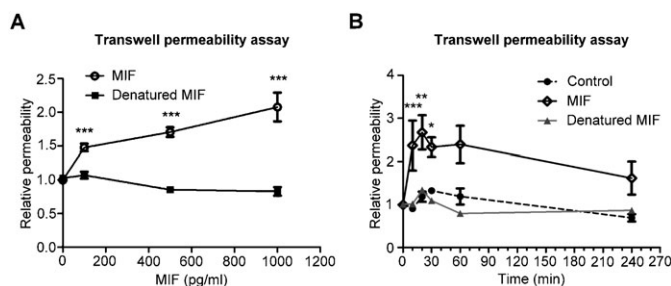 A
Transwell permeability assay
Relative permeability
2.5
2.0
1.5
1.0
0.5
0.0
MIF
Denatured MIF
***
***
***
0 200 400 600 800 1000 1200
MIF (pg/ml)
B
Transwell permeability assay
Relative permeability
4
3
2
1
0
Control
MIF
Denatured MIF
**
***
*
0 30 60 90 120 150 180 210 240 270
Time (min)